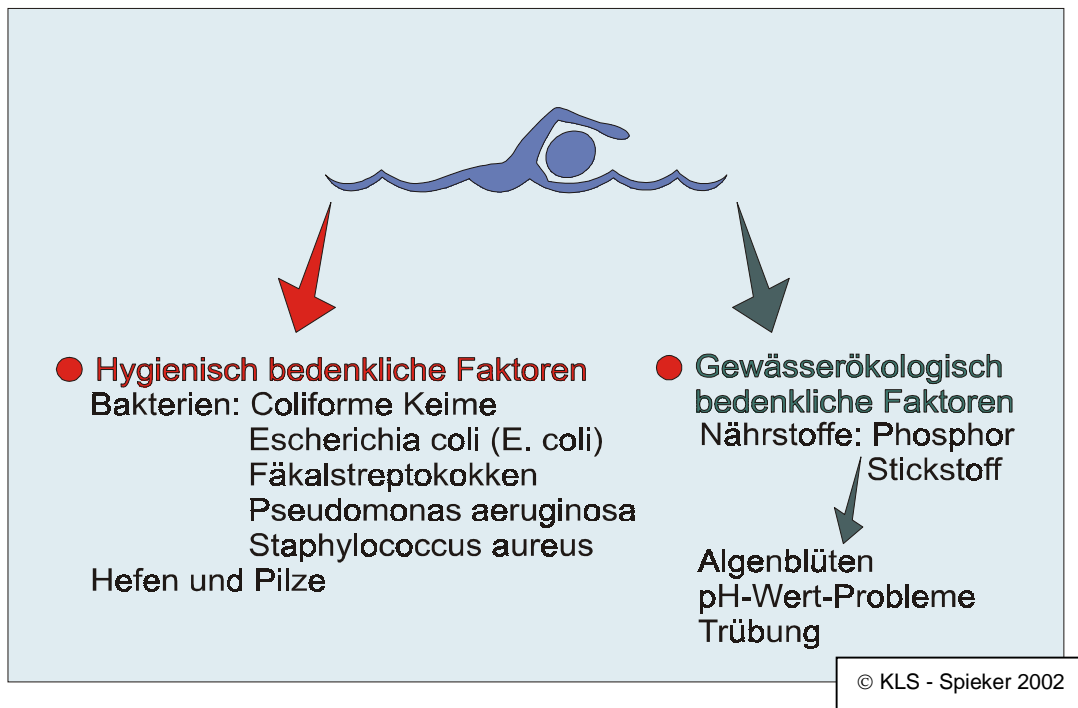 Hygienisch bedenkliche Faktoren
Bakterien: Coliforme Keime
Escherichia coli (E. coli)
Fäkalstreptokokken
Pseudomonas aeruginosa
Staphylococcus aureus
Hefen und Pilze
Gewässerökologisch
bedenkliche Faktoren
Nährstoffe: Phosphor
Stickstoff
Algenblüten
pH-Wert-Probleme
Trübung
© KLS - Spieker 2002